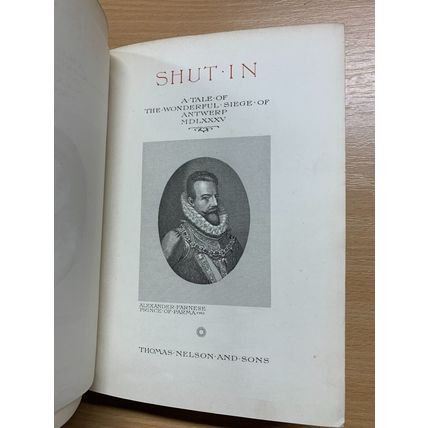 SHUT·IN
A·TALE·OF
THE·WONDERFUL·SIEGE·OF
ANTWERP
MDLXXXV
ALEXANDER·FARNESE
PRINCE·OF·PARMA
THOMAS·NELSON·AND·SONS